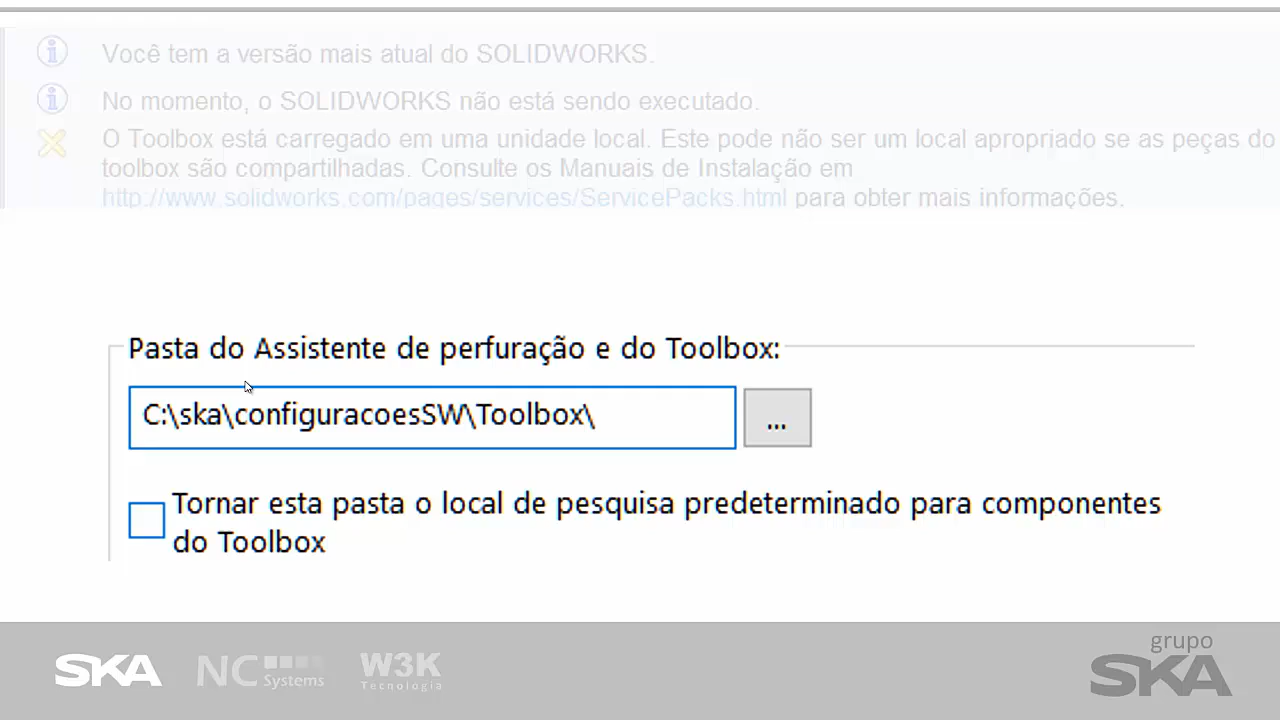 Você tem a versão mais atual do SOLIDWORKS.
No momento, o SOLIDWORKS não está sendo executado.
O Toolbox está carregado em uma unidade local. Este pode não ser um local apropriado se as peças do
toolbox são compartilhadas. Consulte os Manuais de Instalação em
http://www.solidworks.com/pages/services/ServicePacks.html para obter mais informações.
Pasta do Assistente de perfuração e do Toolbox:
C:\ska\configuracoesSW\Toolbox\
...
Tornar esta pasta o local de pesquisa predeterminado para componentes
do Toolbox
SKA
NC Systems
W3K Tecnologia
grupo
SKA